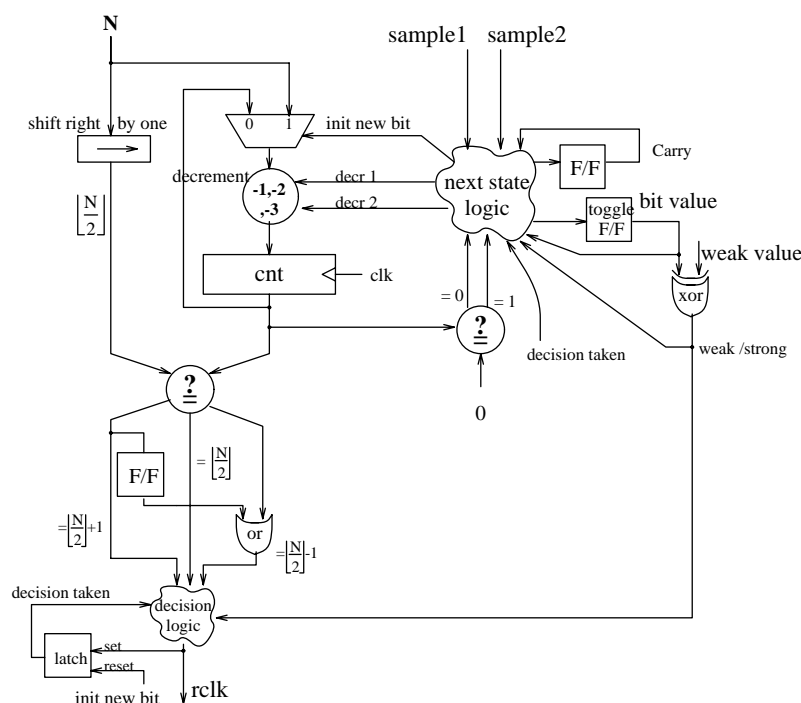 N
sample1 sample2
shift right by one
0 1
init new bit
F/F
Carry
decrement
-1,-2
,-3
decr 1
decr 2
next state
logic
⌊N/2⌋
toggle
F/F
bit value
weak value
xor
cnt
clk
= 0
= 1
?
=
decision taken
weak /strong
0
?
=
F/F
= ⌊N/2⌋
=⌊N/2⌋+1
or
=⌊N/2⌋-1
decision taken
decision
logic
latch
set
reset
init new bit
rclk